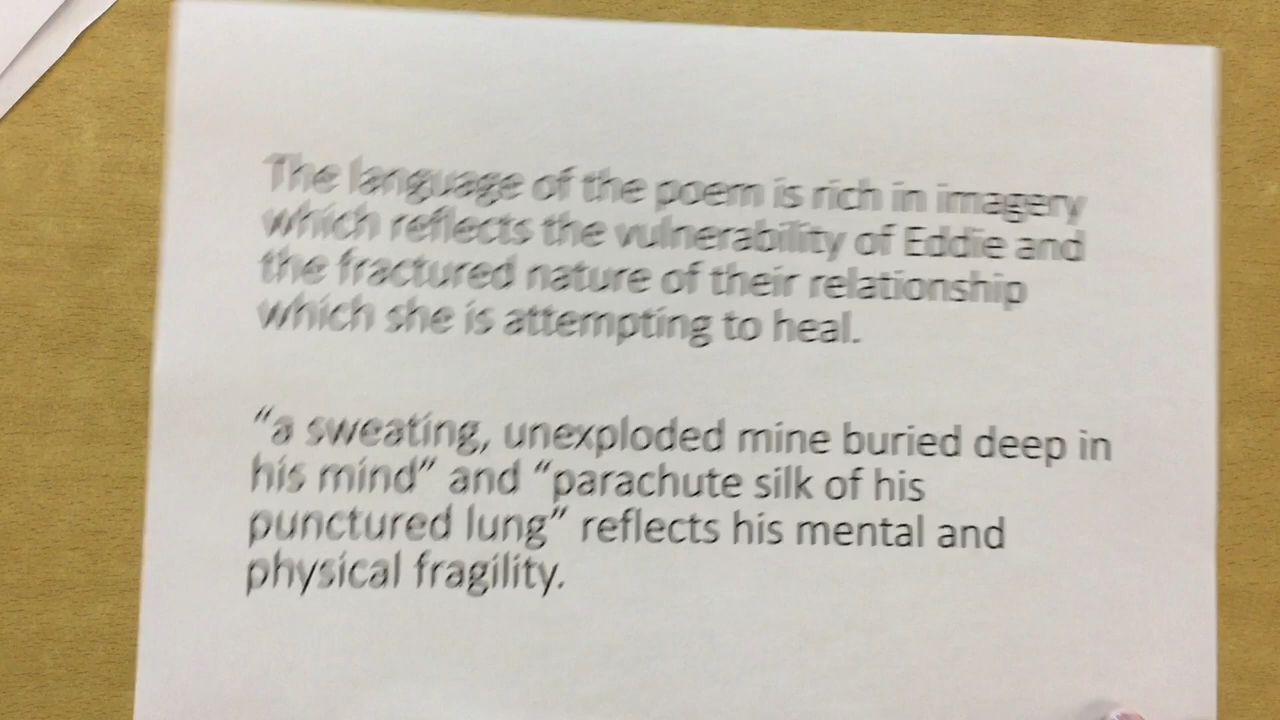 The language of the poem is rich in imagery
which reflects the vulnerability of Eddie and
the fractured nature of their relationship
which she is attempting to heal.
“a sweating, unexploded mine buried deep in
his mind” and “parachute silk of his
punctured lung” reflects his mental and
physical fragility.